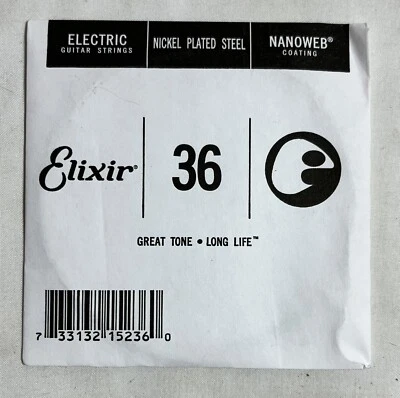 ELECTRIC
GUITAR STRINGS
NICKEL PLATED STEEL
NANOWEB®
COATING
Elixir®
36
GREAT TONE • LONG LIFE™
7 33132 15236 0